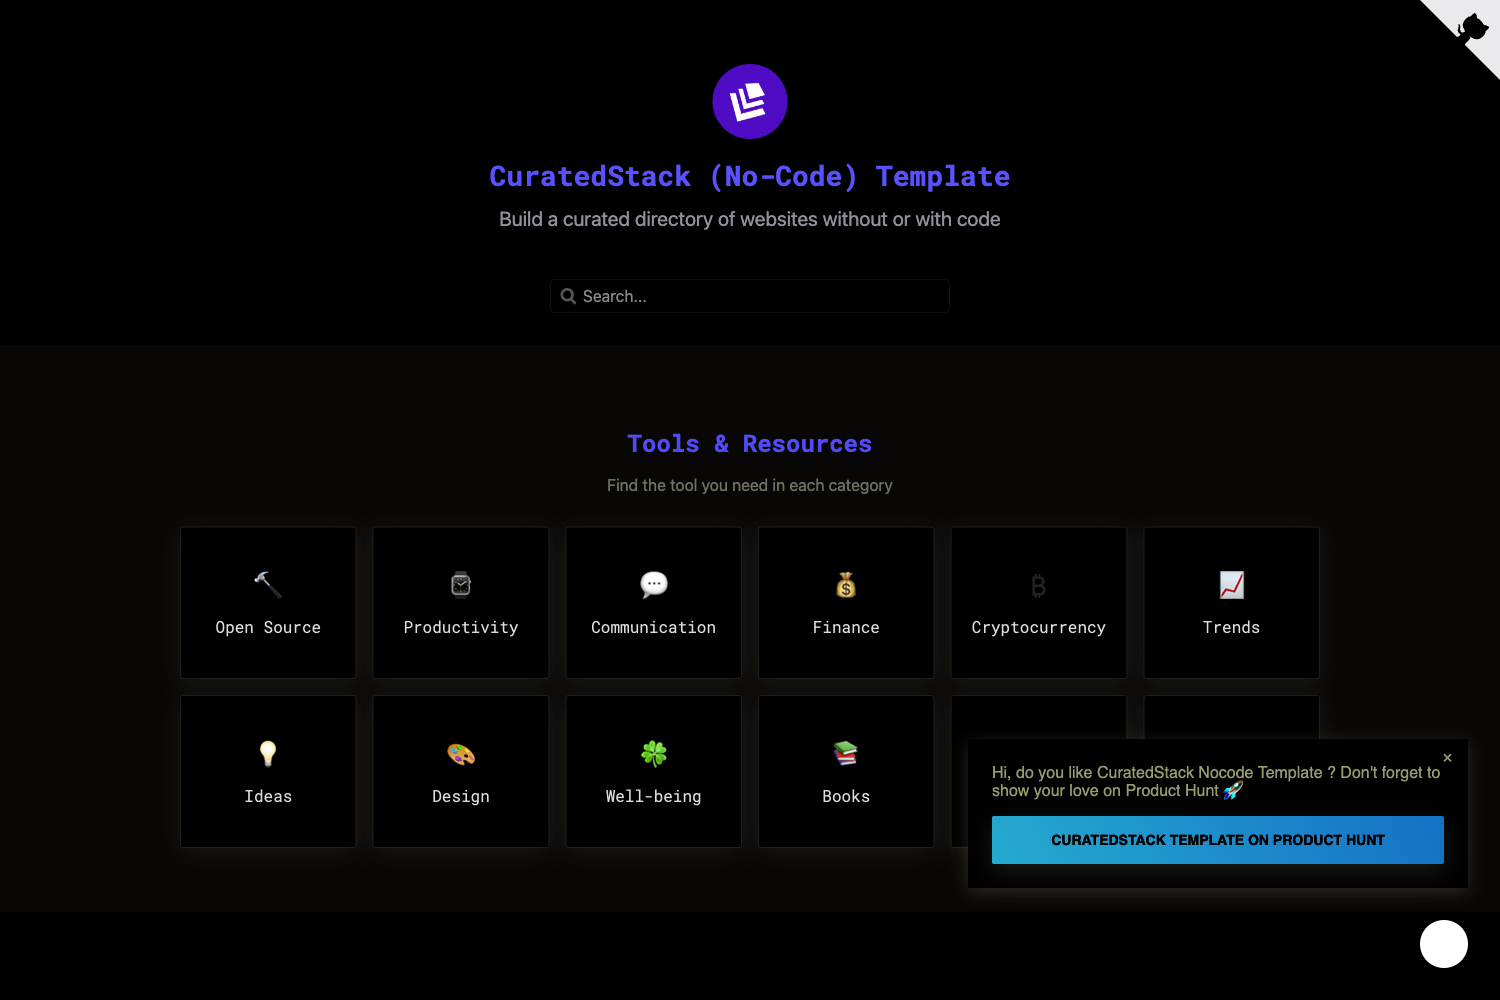 CuratedStack (No-Code) Template
Build a curated directory of websites without or with code
Search...
Tools & Resources
Find the tool you need in each category
Open Source
Productivity
Communication
Finance
Cryptocurrency
Trends
Ideas
Design
Well-being
Books
×
Hi, do you like CuratedStack Nocode Template ? Don't forget to
show your love on Product Hunt 🚀
CURATEDSTACK TEMPLATE ON PRODUCT HUNT